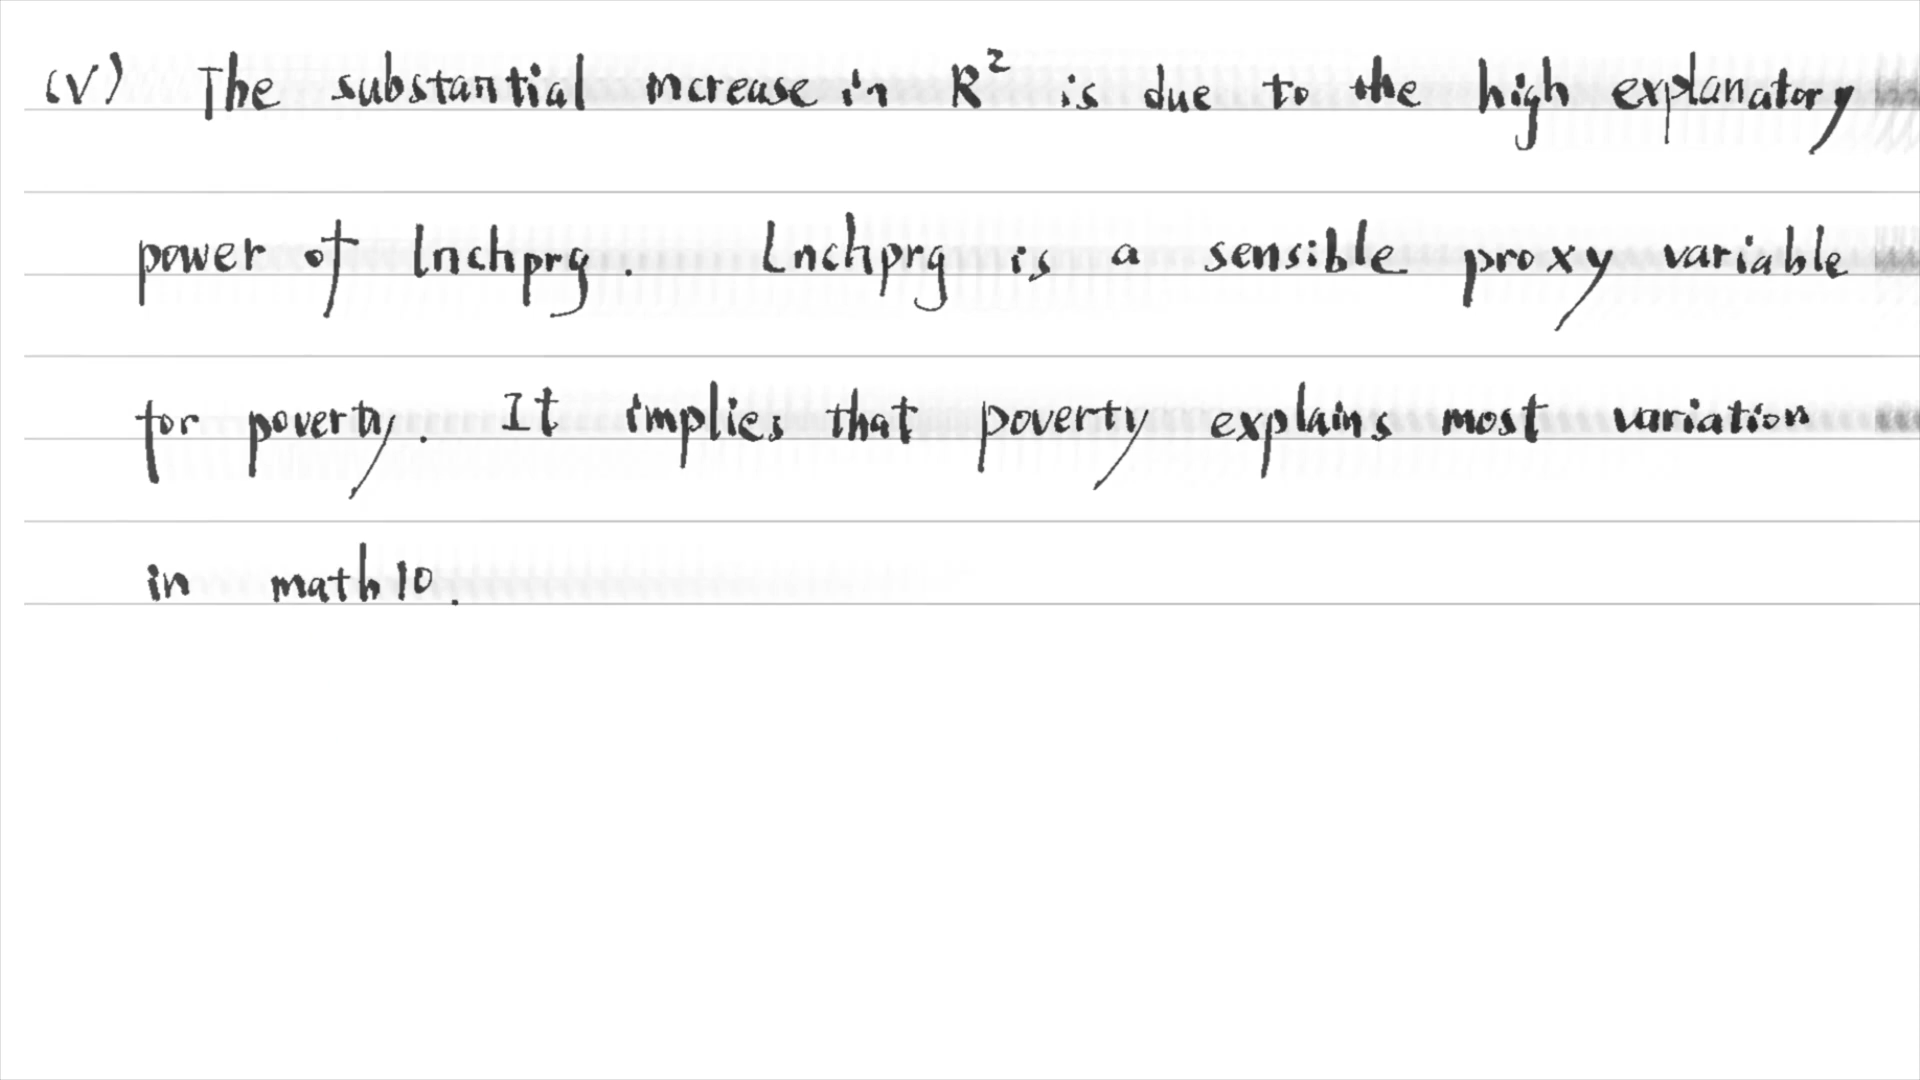 (V) The substantial increase in R² is due to the high explanatory
power of lnchprg. Lnchprg is a sensible proxy variable
for poverty. It implies that poverty explains most variation
in math10.